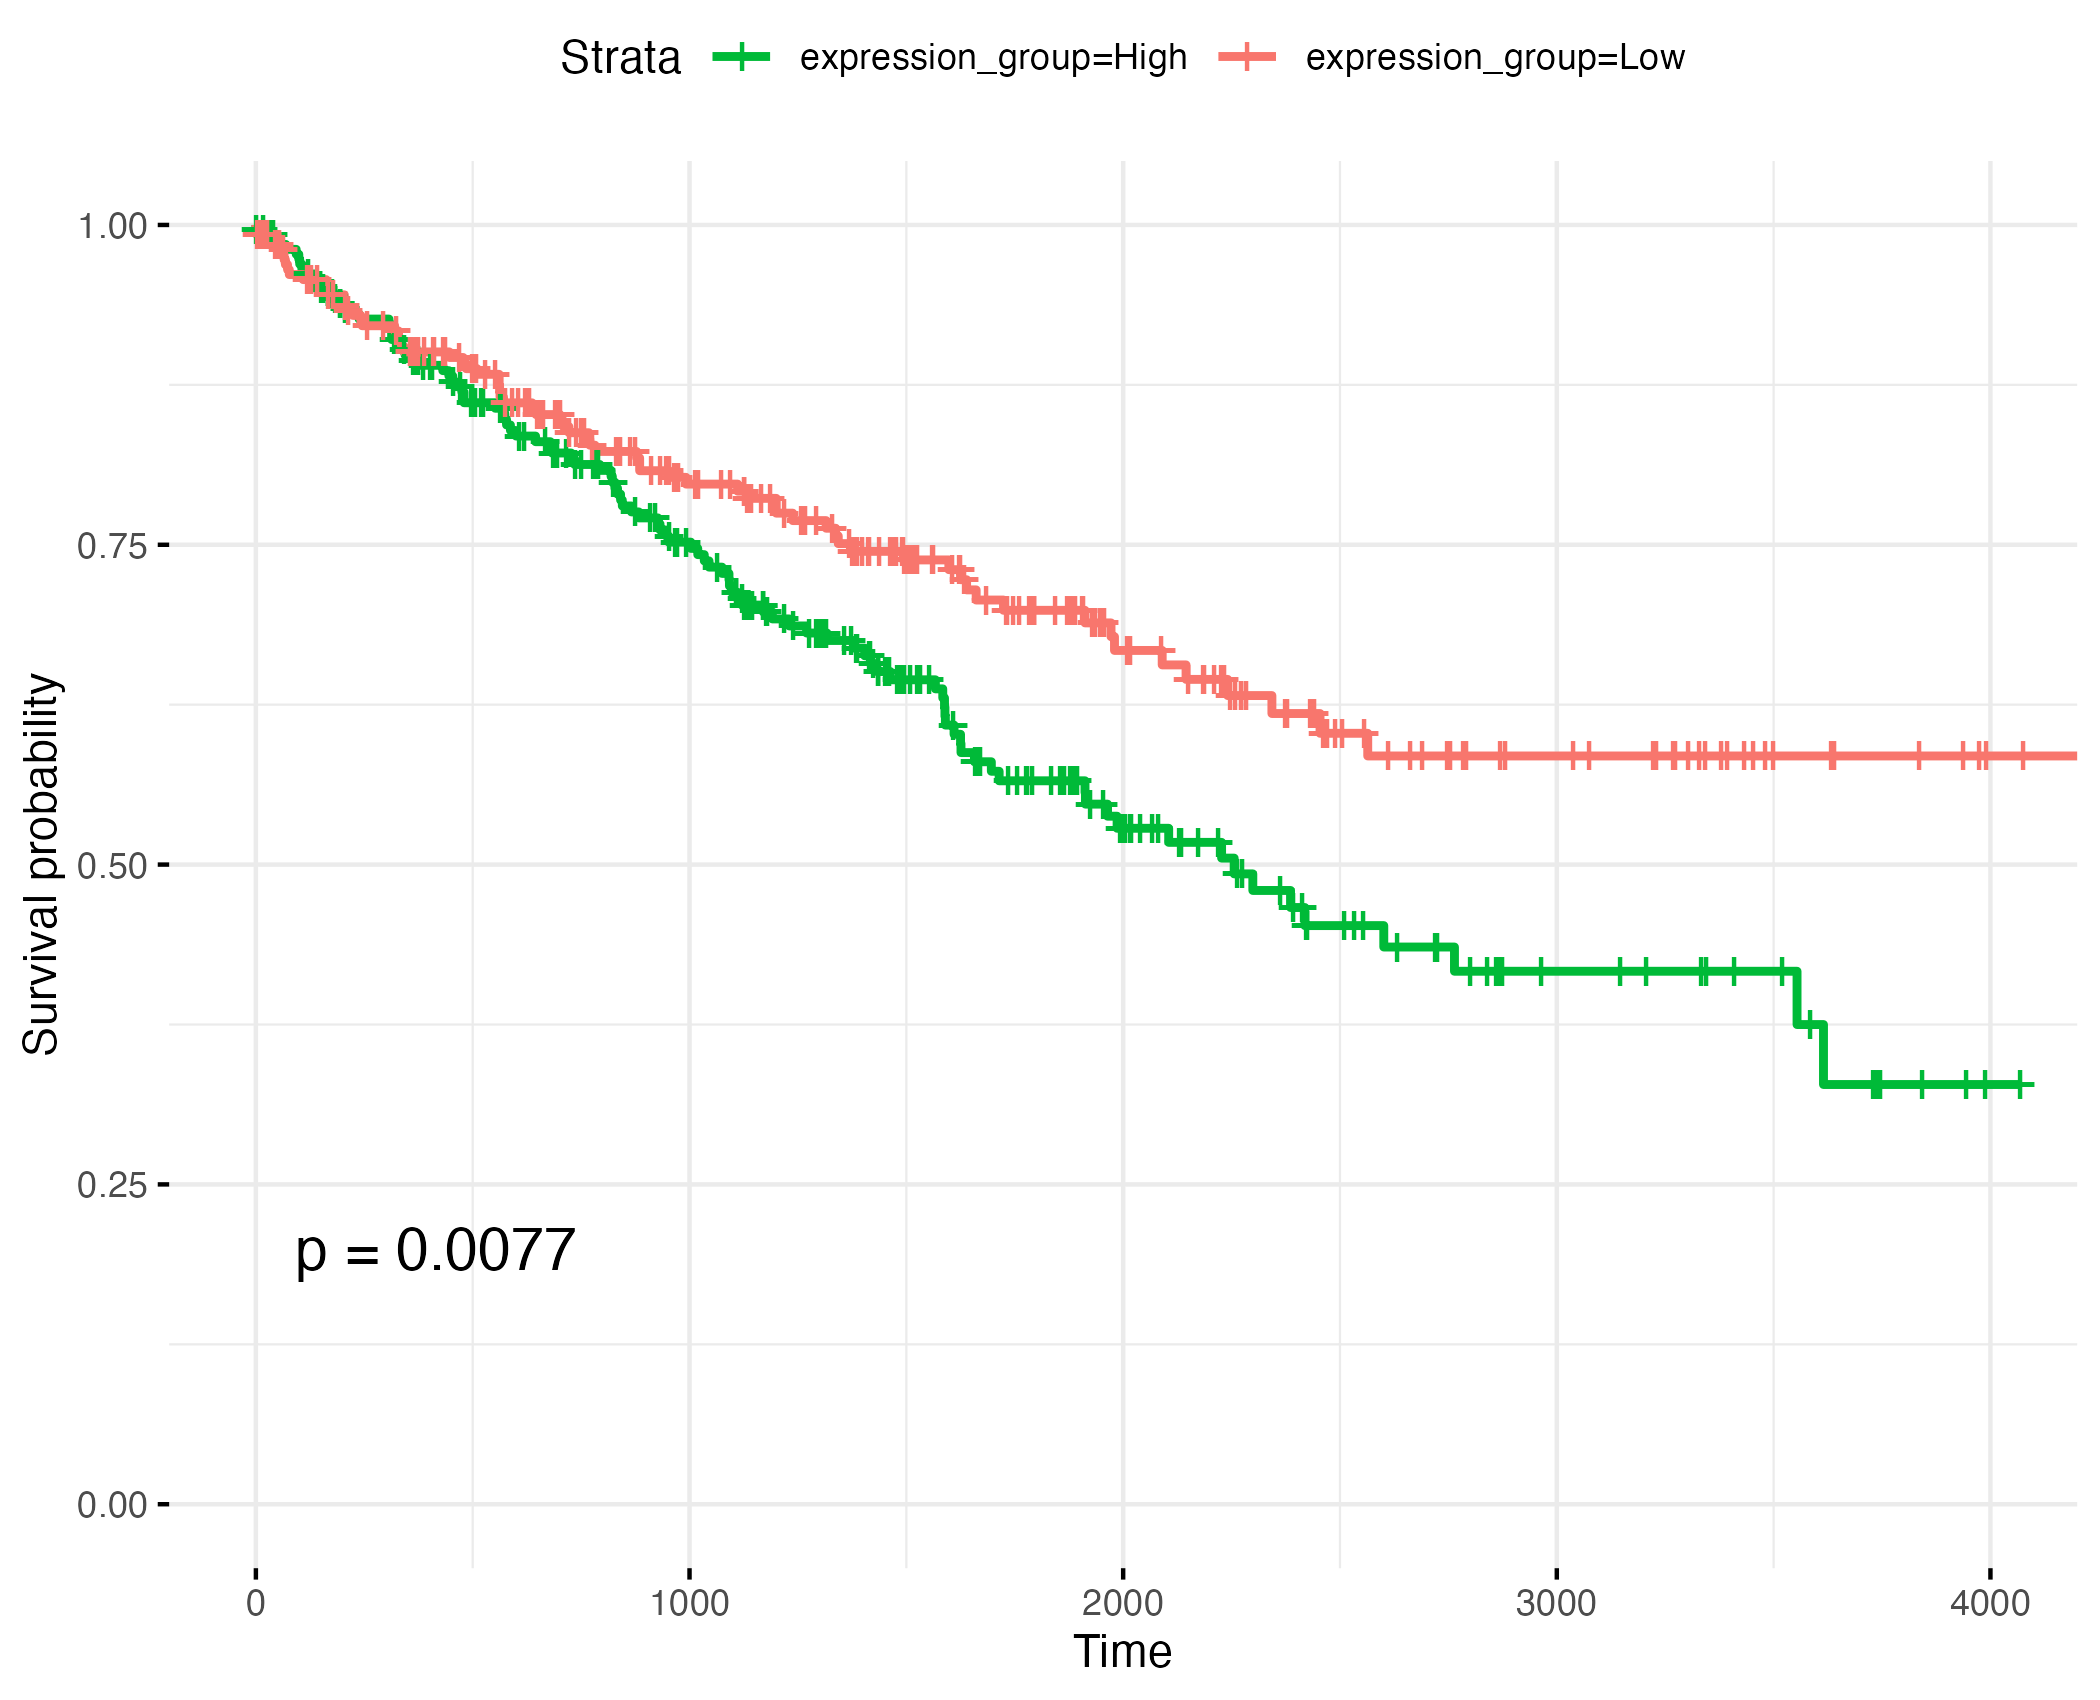 Strata expression_group=High expression_group=Low
1.00
0.75
0.50
0.25
0.00
Survival probability
p = 0.0077
0 1000 2000 3000 4000
Time